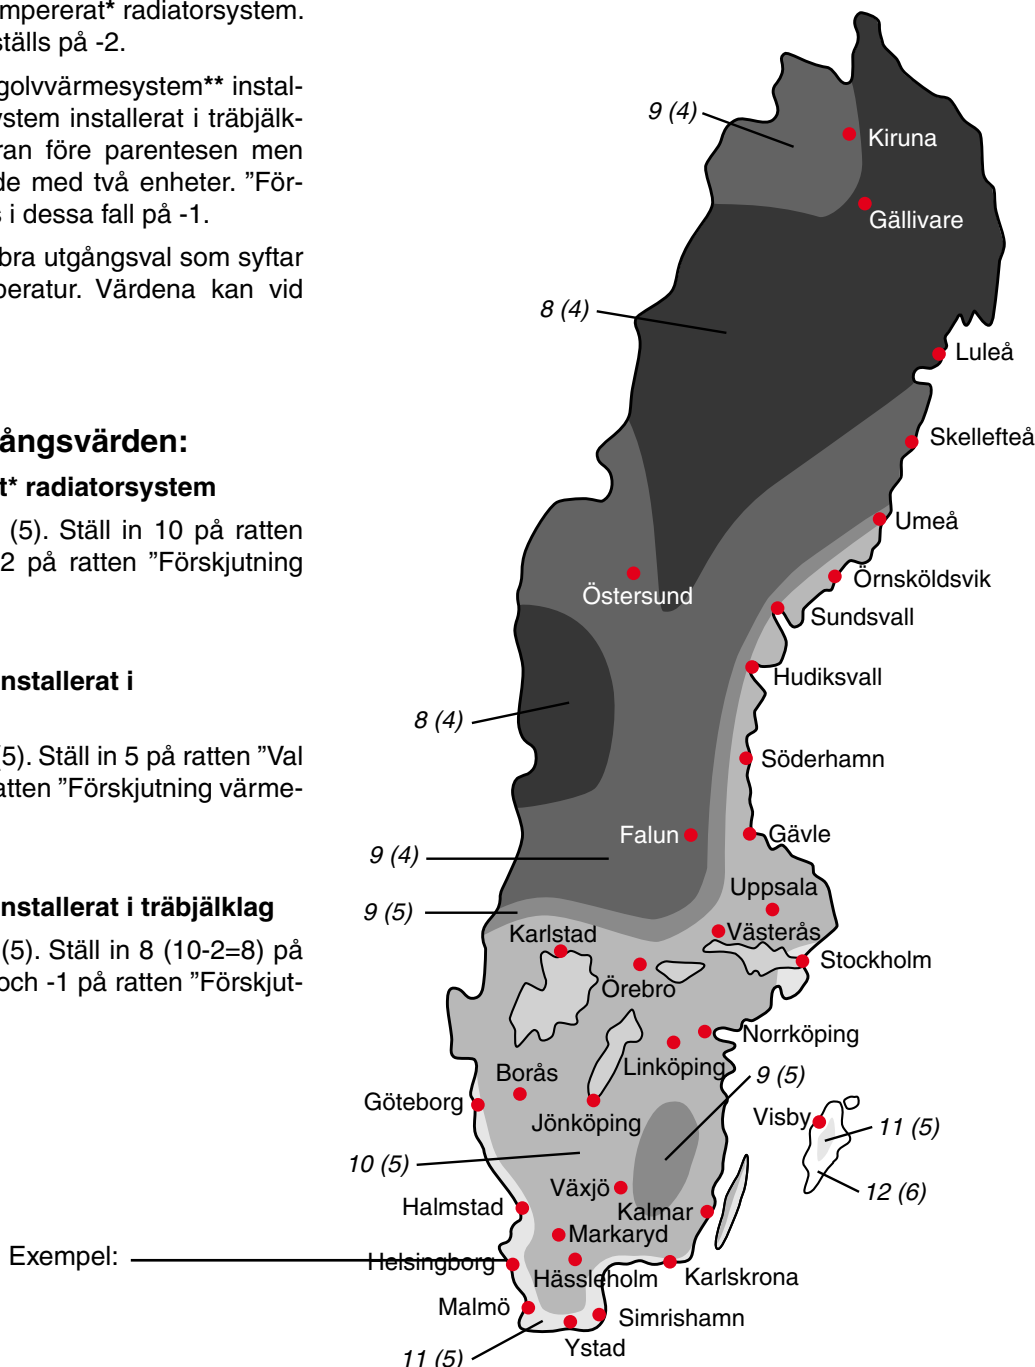 mpererat* radiatorsystem.
ställs på -2.
golvvärmesystem** instal-
ystem installerat i träbjälk-
ran före parentesen men
de med två enheter. ”För-
s i dessa fall på -1.
bra utgångsval som syftar
peratur. Värdena kan vid
ångsvärden:
t* radiatorsystem
(5). Ställ in 10 på ratten
2 på ratten ”Förskjutning
nstallerat i
(5). Ställ in 5 på ratten ”Val
atten ”Förskjutning värme-
nstallerat i träbjälklag
(5). Ställ in 8 (10-2=8) på
och -1 på ratten ”Förskjut-
Exempel:
9 (4)
Kiruna
Gällivare
8 (4)
Luleå
Skellefteå
Umeå
Örnsköldsvik
Östersund
Sundsvall
Hudiksvall
8 (4)
Söderhamn
Falun
Gävle
9 (4)
Uppsala
9 (5)
Karlstad
Västerås
Stockholm
Örebro
Norrköping
Linköping
Borås
9 (5)
Göteborg
Jönköping
Visby
11 (5)
10 (5)
Växjö
12 (6)
Halmstad
Kalmar
Markaryd
Helsingborg
Hässleholm
Karlskrona
Malmö
Simrishamn
Ystad
11 (5)